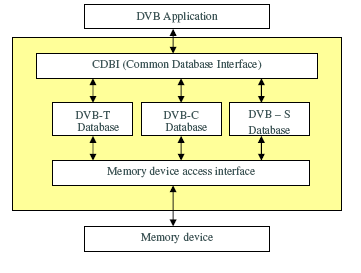 DVB Application
CDBI (Common Database Interface)
DVB-T
Database
DVB-C
Database
DVB – S
Database
Memory device access interface
Memory device